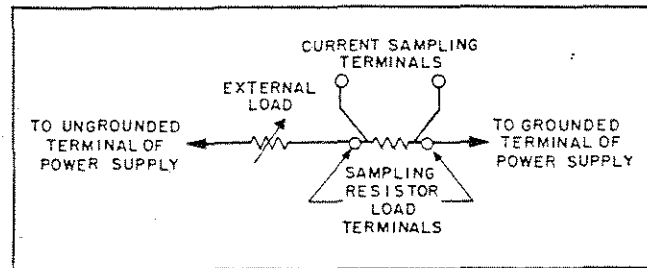 CURRENT SAMPLING
TERMINALS
EXTERNAL
LOAD
TO UNGROUNDED
TERMINAL OF
POWER SUPPLY
TO GROUNDED
TERMINAL OF
POWER SUPPLY
SAMPLING
RESISTOR
LOAD
TERMINALS